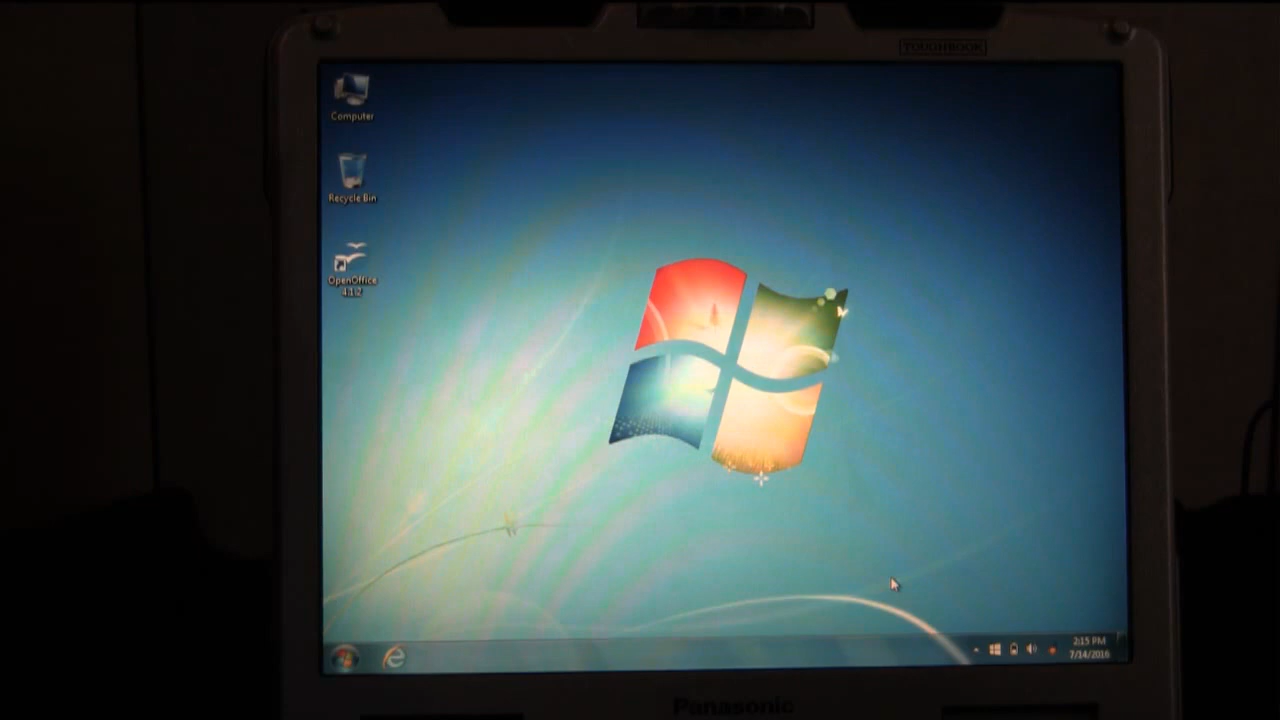 TOUGHBOOK
Computer
Recycle Bin
OpenOffice
4.1.2
2:15 PM
7/14/2016
Panasonic